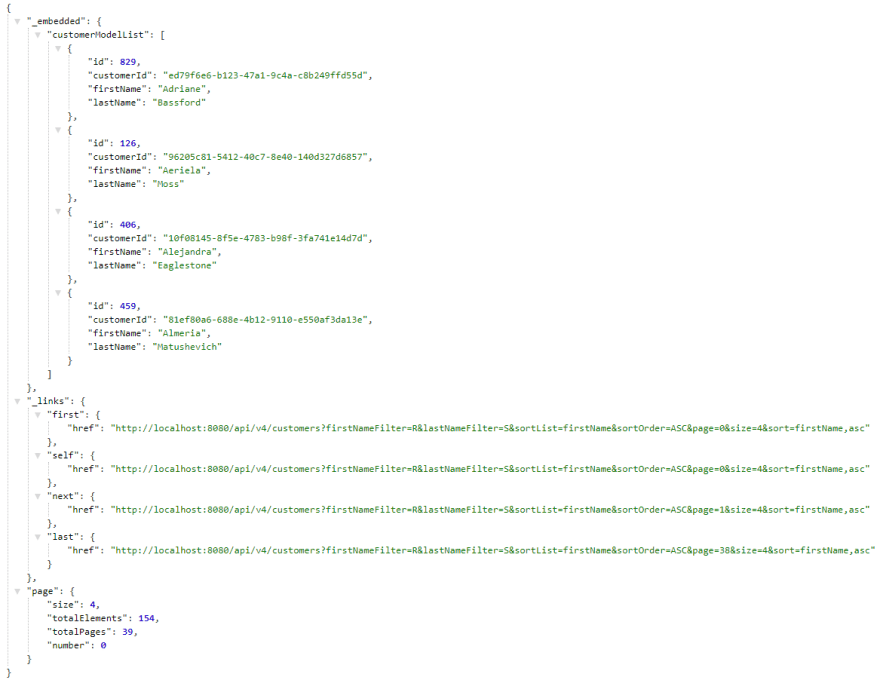 {
"_embedded": {
"customerModelList": [
{
"id": 829,
"customerId": "ed79f6e6-b123-47a1-9c4a-c8b249ffd55d",
"firstName": "Adriane",
"lastName": "Bassford"
},
{
"id": 126,
"customerId": "96205c81-5412-40c7-8e40-140d327d6857",
"firstName": "Aeriela",
"lastName": "Moss"
},
{
"id": 406,
"customerId": "10f08145-8f5e-4783-b98f-3fa741e14d7d",
"firstName": "Alejandra",
"lastName": "Eaglestone"
},
{
"id": 459,
"customerId": "81ef80a6-688e-4b12-9110-e550af3da13e",
"firstName": "Almeria",
"lastName": "Matushevich"
}
]
},
"_links": {
"first": {
"href": "http://localhost:8080/api/v4/customers?firstNameFilter=R&lastNameFilter=S&sortList=firstName&sortOrder=ASC&page=0&size=4&sort=firstName,asc"
},
"self": {
"href": "http://localhost:8080/api/v4/customers?firstNameFilter=R&lastNameFilter=S&sortList=firstName&sortOrder=ASC&page=0&size=4&sort=firstName,asc"
},
"next": {
"href": "http://localhost:8080/api/v4/customers?firstNameFilter=R&lastNameFilter=S&sortList=firstName&sortOrder=ASC&page=1&size=4&sort=firstName,asc"
},
"last": {
"href": "http://localhost:8080/api/v4/customers?firstNameFilter=R&lastNameFilter=S&sortList=firstName&sortOrder=ASC&page=38&size=4&sort=firstName,asc"
}
},
"page": {
"size": 4,
"totalElements": 154,
"totalPages": 39,
"number": 0
}
}